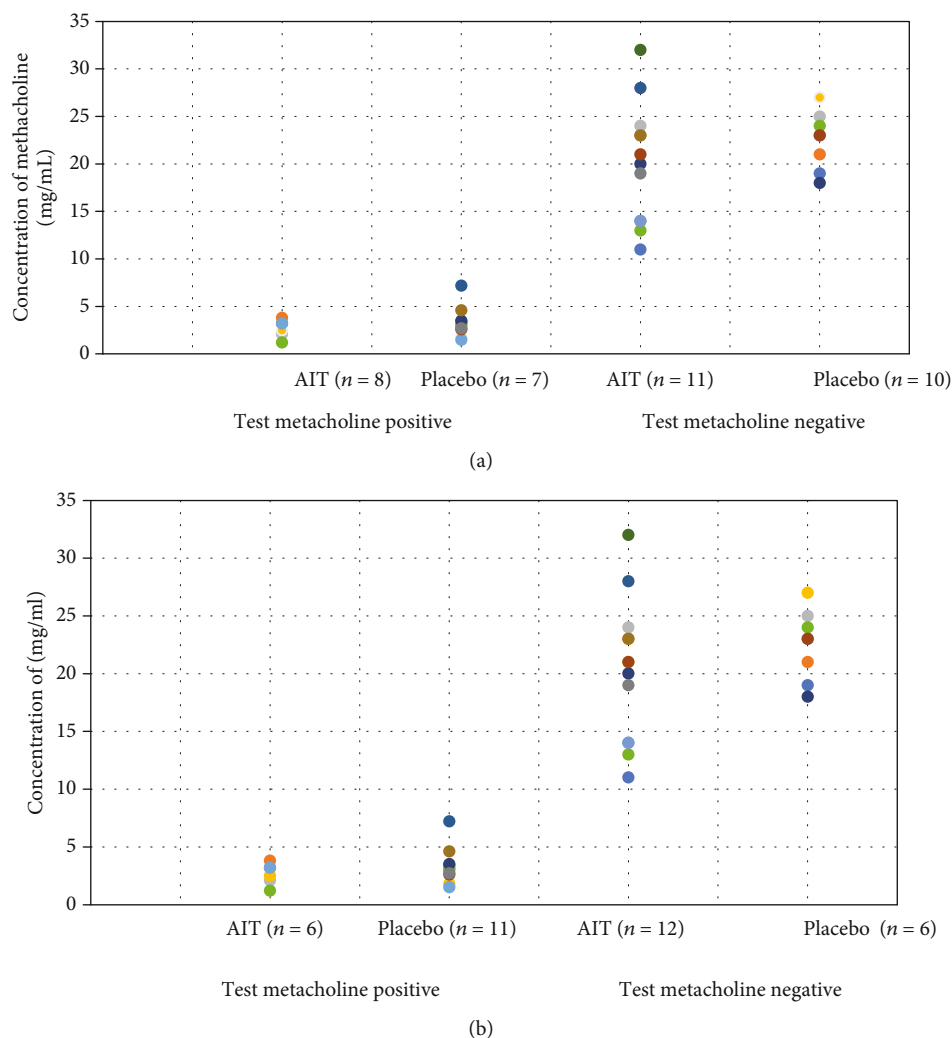 Concentration of methacholine
(mg/mL)
35
30
25
20
15
10
5
0
AIT (n = 8) Placebo (n = 7) AIT (n = 11) Placebo (n = 10)
Test metacholine positive Test metacholine negative
(a)
Concentration of (mg/ml)
35
30
25
20
15
10
5
0
AIT (n = 6) Placebo (n = 11) AIT (n = 12) Placebo (n = 6)
Test metacholine positive Test metacholine negative
(b)